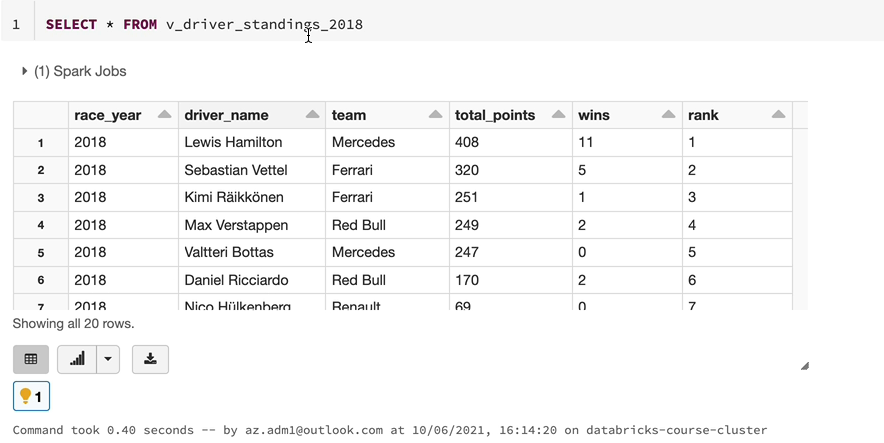 1 SELECT * FROM v_driver_standings_2018
(1) Spark Jobs
race_year driver_name team total_points wins rank
1 2018 Lewis Hamilton Mercedes 408 11 1
2 2018 Sebastian Vettel Ferrari 320 5 2
3 2018 Kimi Räikkönen Ferrari 251 1 3
4 2018 Max Verstappen Red Bull 249 2 4
5 2018 Valtteri Bottas Mercedes 247 0 5
6 2018 Daniel Ricciardo Red Bull 170 2 6
7 2018 Nico Hülkenberg Renault 69 0 7
Showing all 20 rows.
1
Command took 0.40 seconds -- by az.adm1@outlook.com at 10/06/2021, 16:14:20 on databricks-course-cluster